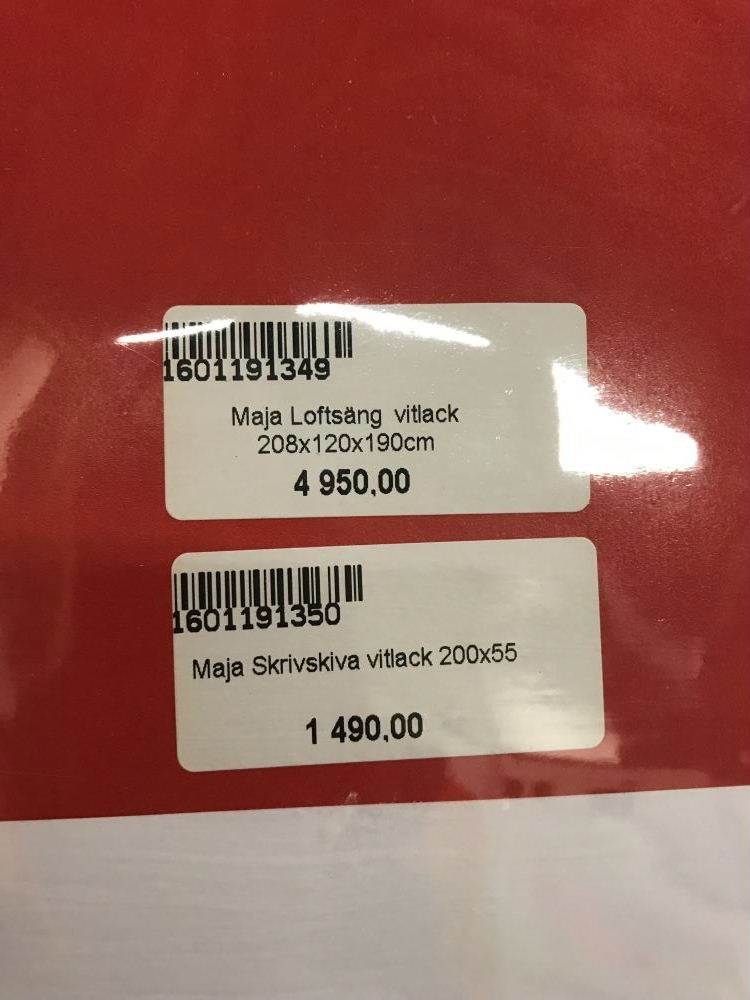 1601191349
Maja Loftsäng vitlack
208x120x190cm
4 950,00
1601191350
Maja Skrivskiva vitlack 200x55
1 490,00